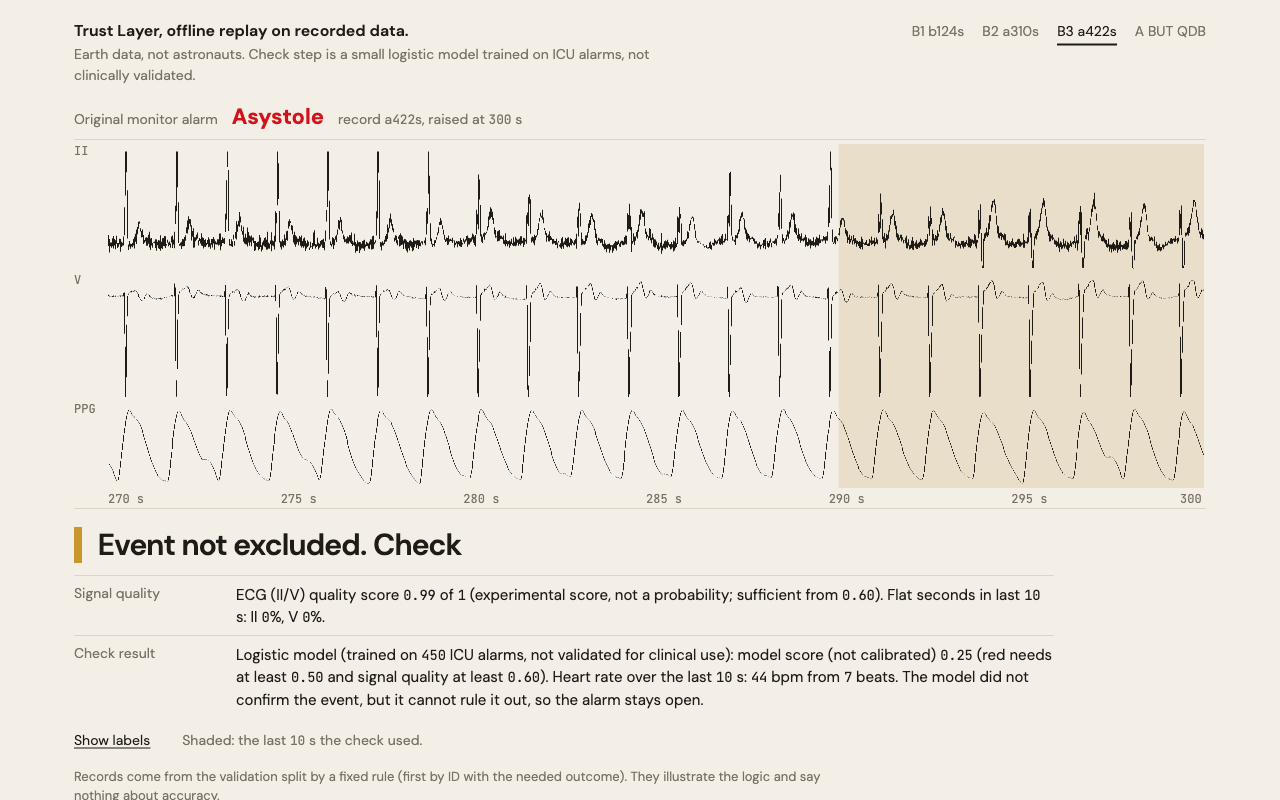 Trust Layer, offline replay on recorded data.
B1 b124s B2 a310s B3 a422s A BUT QDB
Earth data, not astronauts. Check step is a small logistic model trained on ICU alarms, not
clinically validated.
Original monitor alarm Asystole record a422s, raised at 300 s
II
V
PPG
270 s 275 s 280 s 285 s 290 s 295 s 300
Event not excluded. Check
Signal quality ECG (II/V) quality score 0.99 of 1 (experimental score, not a probability; sufficient from 0.60). Flat seconds in last 10
s: II 0%, V 0%.
Check result Logistic model (trained on 450 ICU alarms, not validated for clinical use): model score (not calibrated) 0.25 (red needs
at least 0.50 and signal quality at least 0.60). Heart rate over the last 10 s: 44 bpm from 7 beats. The model did not
confirm the event, but it cannot rule it out, so the alarm stays open.
Show labels Shaded: the last 10 s the check used.
Records come from the validation split by a fixed rule (first by ID with the needed outcome). They illustrate the logic and say
nothing about accuracy.